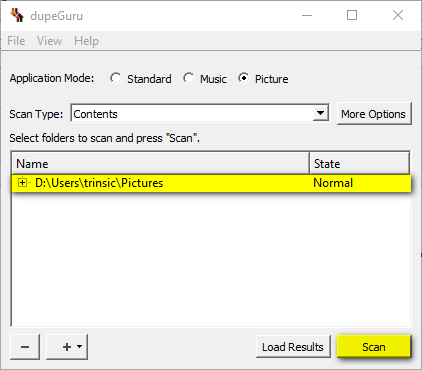 dupeGuru
File View Help
Application Mode: Standard Music Picture
Scan Type: Contents More Options
Select folders to scan and press "Scan".
Name State
D:\Users\trinsic\Pictures Normal
Load Results Scan